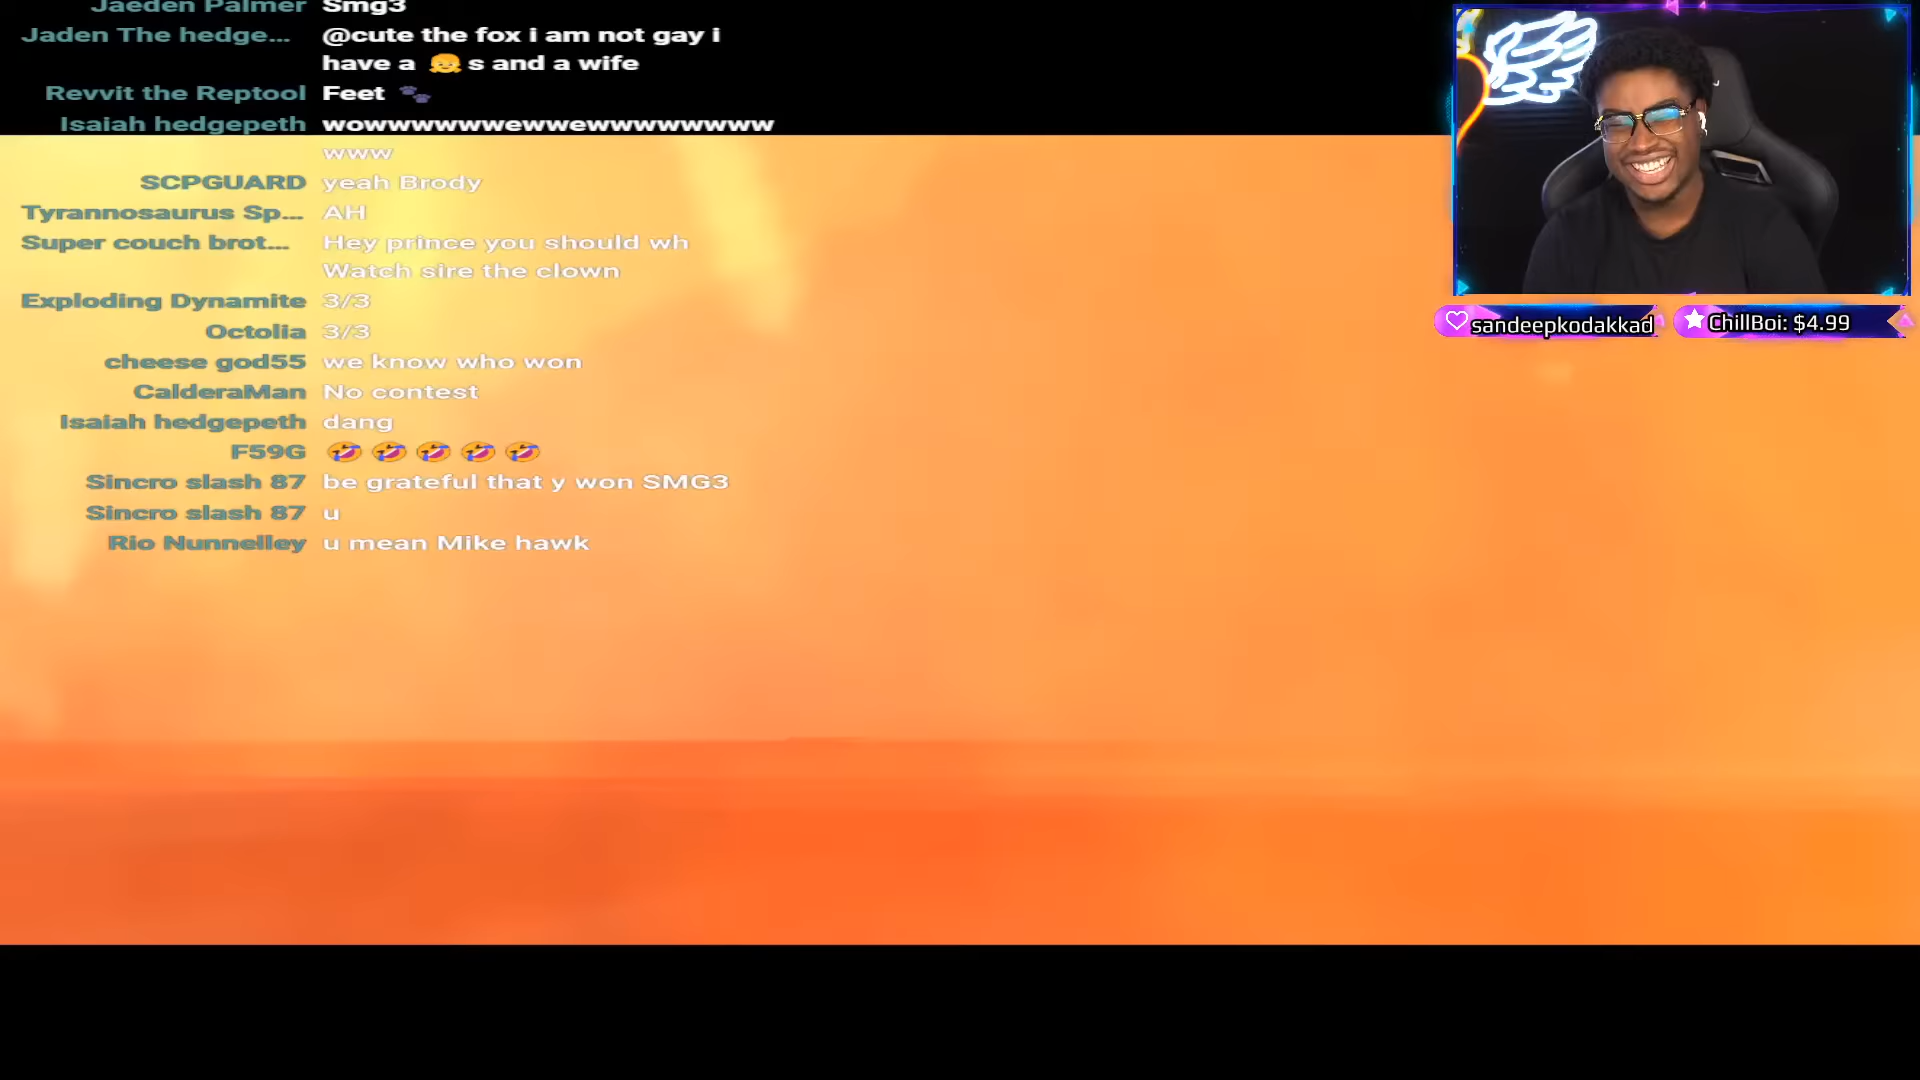 Jaeden Palmer Smg3
Jaden The hedge... @cute the fox i am not gay i
have a 👧 s and a wife
Revvit the Reptool Feet 🐾
Isaiah hedgepeth wowwwwwwewwewwwwwwwww
www
SCPGUARD yeah Brody
Tyrannosaurus Sp... AH
Super couch brot... Hey prince you should wh
Watch sire the clown
Exploding Dynamite 3/3
Octolia 3/3
cheese god55 we know who won
CalderaMan No contest
Isaiah hedgepeth dang
F59G 🤣 🤣 🤣 🤣 🤣
Sincro slash 87 be grateful that y won SMG3
Sincro slash 87 u
Rio Nunnelley u mean Mike hawk
sandeepkodakkad
ChillBoi: $4.99